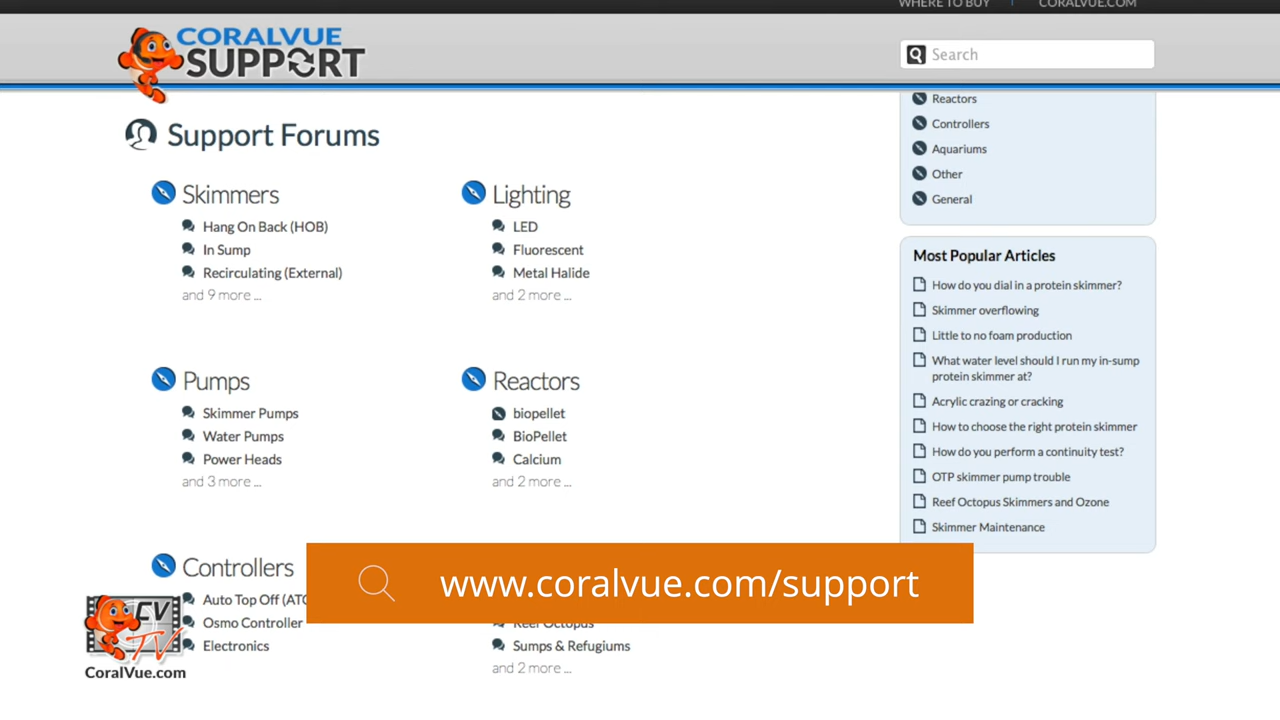 WHERE TO BUY
CORALVUE.COM
CORALVUE
SUPPORT
Search
Support Forums
Skimmers
Hang On Back (HOB)
In Sump
Recirculating (External)
and 9 more ...
Lighting
LED
Fluorescent
Metal Halide
and 2 more ...
Pumps
Skimmer Pumps
Water Pumps
Power Heads
and 3 more ...
Reactors
biopellet
BioPellet
Calcium
and 2 more ...
Controllers
Auto Top Off (ATO
Osmo Controller
Electronics
Reef Octopus
Sumps & Refugiums
and 2 more ...
Reactors
Controllers
Aquariums
Other
General
Most Popular Articles
How do you dial in a protein skimmer?
Skimmer overflowing
Little to no foam production
What water level should I run my in-sump
protein skimmer at?
Acrylic crazing or cracking
How to choose the right protein skimmer
How do you perform a continuity test?
OTP skimmer pump trouble
Reef Octopus Skimmers and Ozone
Skimmer Maintenance
www.coralvue.com/support
CV
TV
CoralVue.com